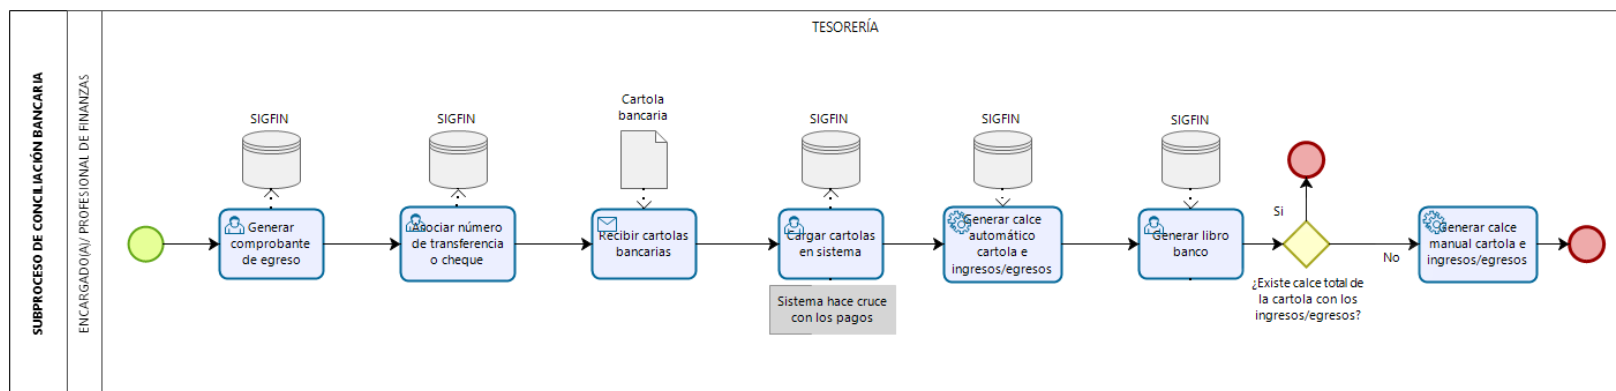 TESORERÍA
SUBPROCESO DE CONCILIACIÓN BANCARIA
ENCARGADO(A)/ PROFESIONAL DE FINANZAS
SIGFIN
Generar
comprobante
de egreso
SIGFIN
Asociar número
de transferencia
o cheque
Cartola
bancaria
Recibir cartolas
bancarias
SIGFIN
Cargar cartolas
en sistema
Sistema hace cruce
con los pagos
SIGFIN
Generar calce
automático
cartola e
ingresos/egresos
SIGFIN
Generar libro
banco
Si
No
¿Existe calce total de
la cartola con los
ingresos/egresos?
Generar calce
manual cartola e
ingresos/egresos